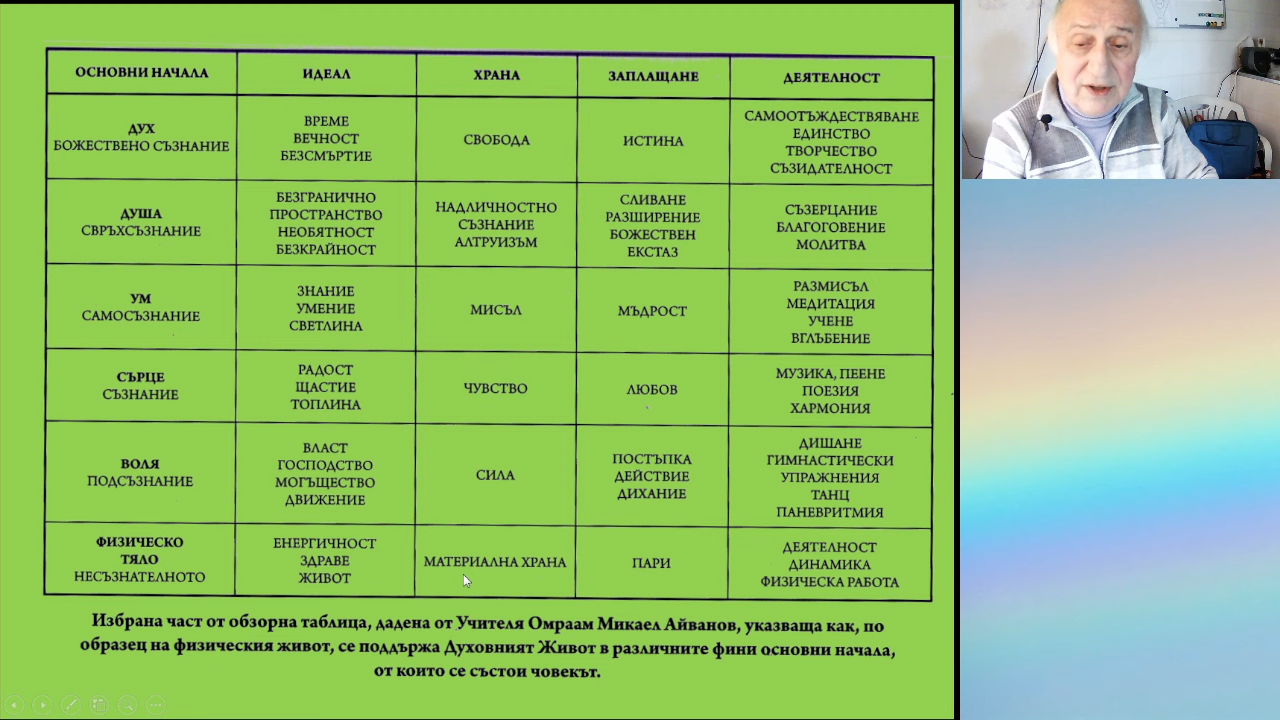 ОСНОВНИ НАЧАЛА ИДЕАЛ ХРАНА ЗАПЛАЩАНЕ ДЕЯТЕЛНОСТ
ДУХ
БОЖЕСТВЕНО СЪЗНАНИЕ
ВРЕМЕ
ВЕЧНОСТ
БЕЗСМЪРТИЕ
СВОБОДА
ИСТИНА
САМООТЪЖДЕСТВЯВАНЕ
ЕДИНСТВО
ТВОРЧЕСТВО
СЪЗИДАТЕЛНОСТ
ДУША
СВРЪХСЪЗНАНИЕ
БЕЗГРАНИЧНО
ПРОСТРАНСТВО
НЕОБЯТНОСТ
БЕЗКРАЙНОСТ
НАДЛИЧНОСТНО
СЪЗНАНИЕ
АЛТРУИЗЪМ
СЛИВАНЕ
РАЗШИРЕНИЕ
БОЖЕСТВЕН
ЕКСТАЗ
СЪЗЕРЦАНИЕ
БЛАГОГОВЕНИЕ
МОЛИТВА
УМ
САМОСЪЗНАНИЕ
ЗНАНИЕ
УМЕНИЕ
СВЕТЛИНА
МИСЪЛ
МЪДРОСТ
РАЗМИСЪЛ
МЕДИТАЦИЯ
УЧЕНЕ
ВГЛЪБЕНИЕ
СЪРЦЕ
СЪЗНАНИЕ
РАДОСТ
ЩАСТИЕ
ТОПЛИНА
ЧУВСТВО
ЛЮБОВ
МУЗИКА, ПЕЕНЕ
ПОЕЗИЯ
ХАРМОНИЯ
ВОЛЯ
ПОДСЪЗНАНИЕ
ВЛАСТ
ГОСПОДСТВО
МОГЪЩЕСТВО
ДВИЖЕНИЕ
СИЛА
ПОСТЪПКА
ДЕЙСТВИЕ
ДИХАНИЕ
ДИШАНЕ
ГИМНАСТИЧЕСКИ
УПРАЖНЕНИЯ
ТАНЦ
ПАНЕВРИТМИЯ
ФИЗИЧЕСКО
ТЯЛО
НЕСЪЗНАТЕЛНОТО
ЕНЕРГИЧНОСТ
ЗДРАВЕ
ЖИВОТ
МАТЕРИАЛНА ХРАНА
ПАРИ
ДЕЯТЕЛНОСТ
ДИНАМИКА
ФИЗИЧЕСКА РАБОТА
Избрана част от обзорна таблица, дадена от Учителя Омраам Микаел Айванов, указваща как, по
образец на физическия живот, се поддържа Духовният Живот в различните фини основни начала,
от които се състои човекът.